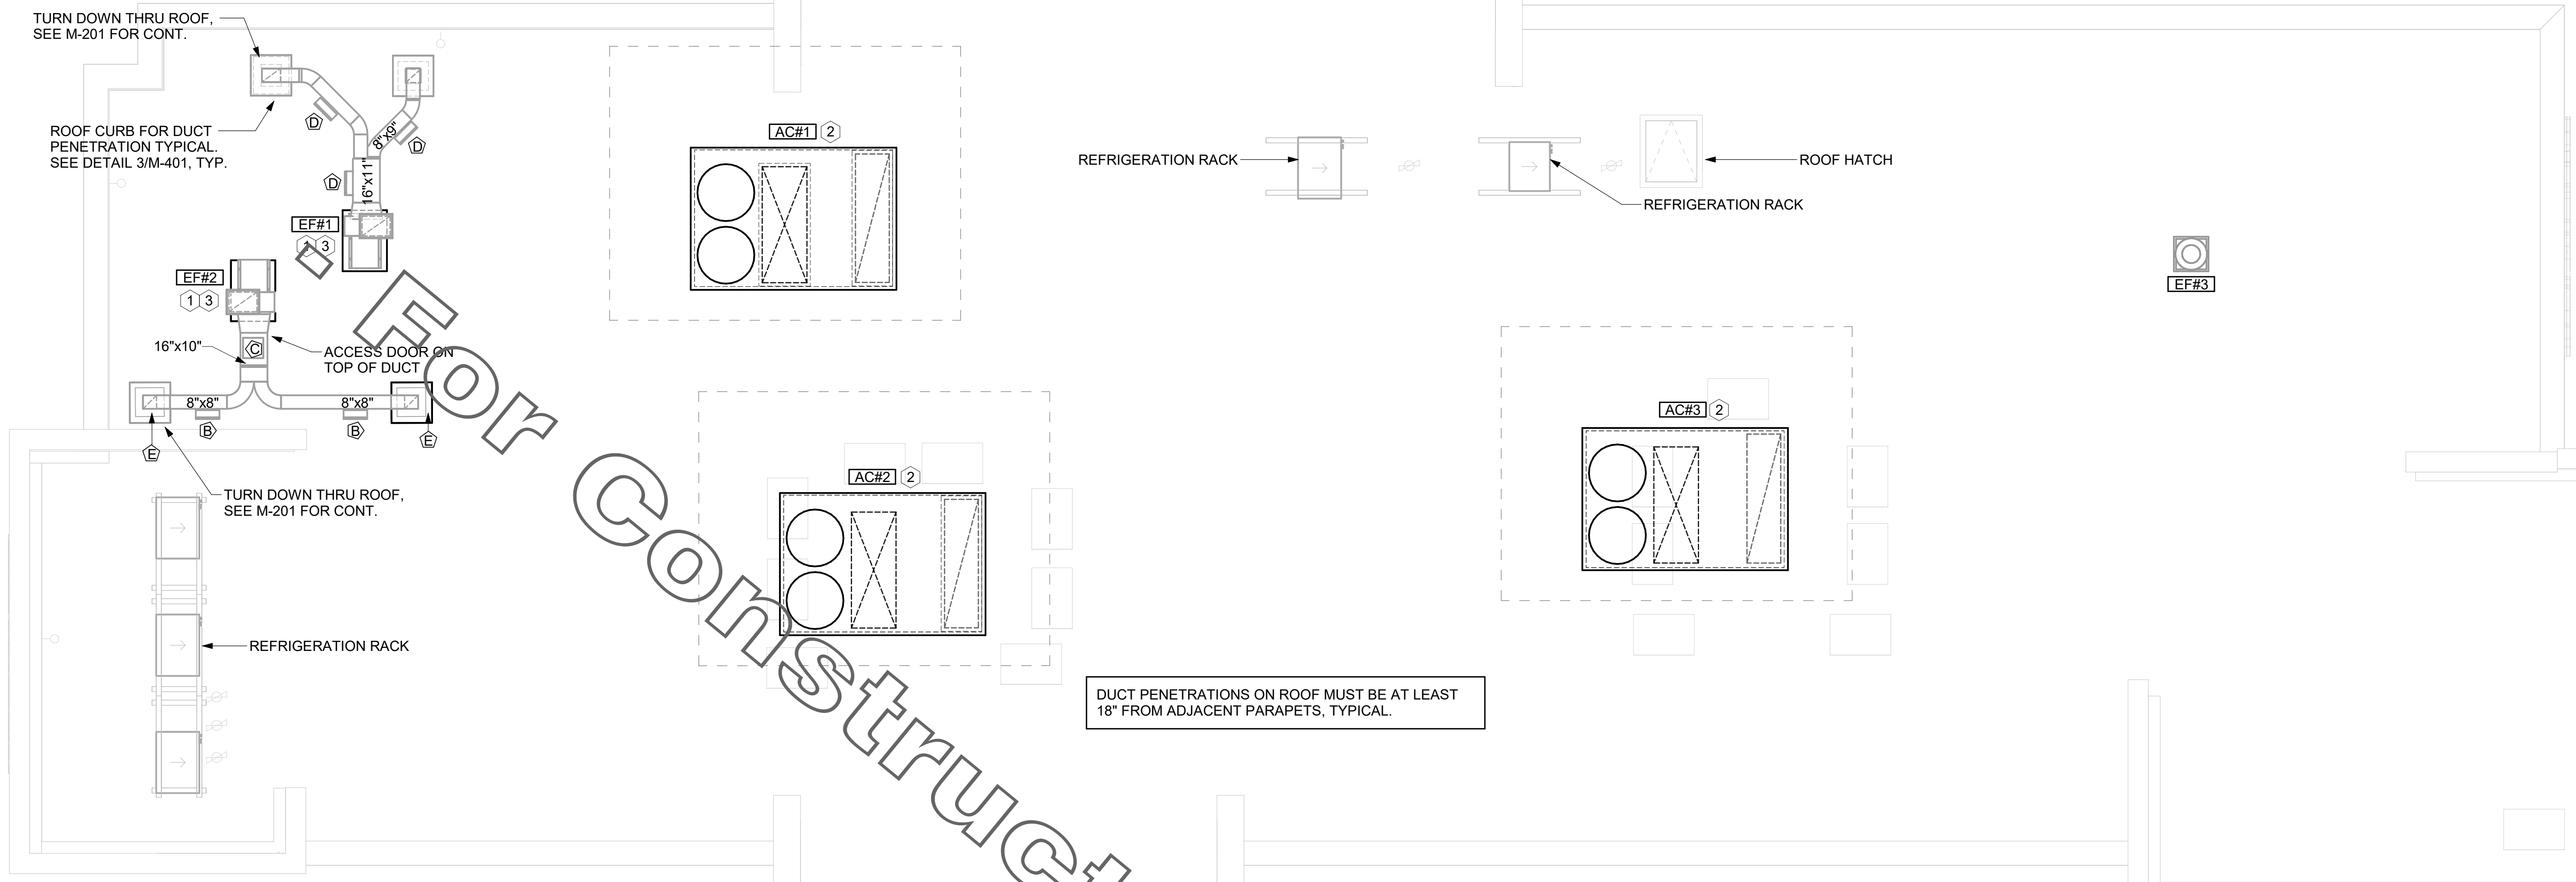 TURN DOWN THRU ROOF,
SEE M-201 FOR CONT.
ROOF CURB FOR DUCT
PENETRATION TYPICAL.
SEE DETAIL 3/M-401, TYP.
D
8"x9"
D
D
16"x11"
EF#1
1 3
EF#2
1 3
16"x10"
C
ACCESS DOOR ON
TOP OF DUCT
8"x8"
8"x8"
B
B
E
E
TURN DOWN THRU ROOF,
SEE M-201 FOR CONT.
REFRIGERATION RACK
AC#1 2
AC#2 2
REFRIGERATION RACK
REFRIGERATION RACK
ROOF HATCH
EF#3
AC#3 2
DUCT PENETRATIONS ON ROOF MUST BE AT LEAST
18" FROM ADJACENT PARAPETS, TYPICAL.
For Construct